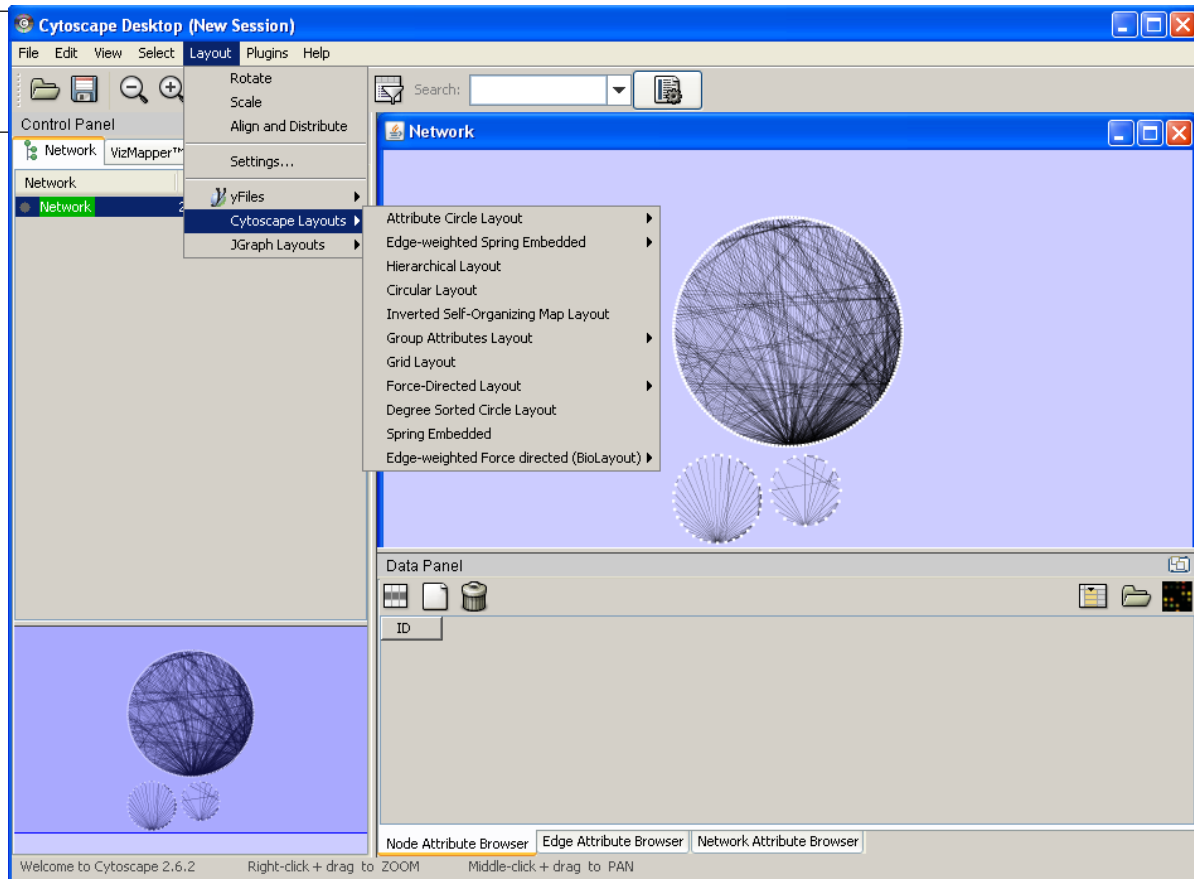 Cytoscape Desktop (New Session)
File Edit View Select Layout Plugins Help
Rotate
Scale
Align and Distribute
Settings...
yFiles
Cytoscape Layouts
JGraph Layouts
Search:
Control Panel
Network VizMapper™
Network
Network 2
Network
Attribute Circle Layout
Edge-weighted Spring Embedded
Hierarchical Layout
Circular Layout
Inverted Self-Organizing Map Layout
Group Attributes Layout
Grid Layout
Force-Directed Layout
Degree Sorted Circle Layout
Spring Embedded
Edge-weighted Force directed (BioLayout)
Data Panel
ID
Node Attribute Browser Edge Attribute Browser Network Attribute Browser
Welcome to Cytoscape 2.6.2 Right-click + drag to ZOOM Middle-click + drag to PAN